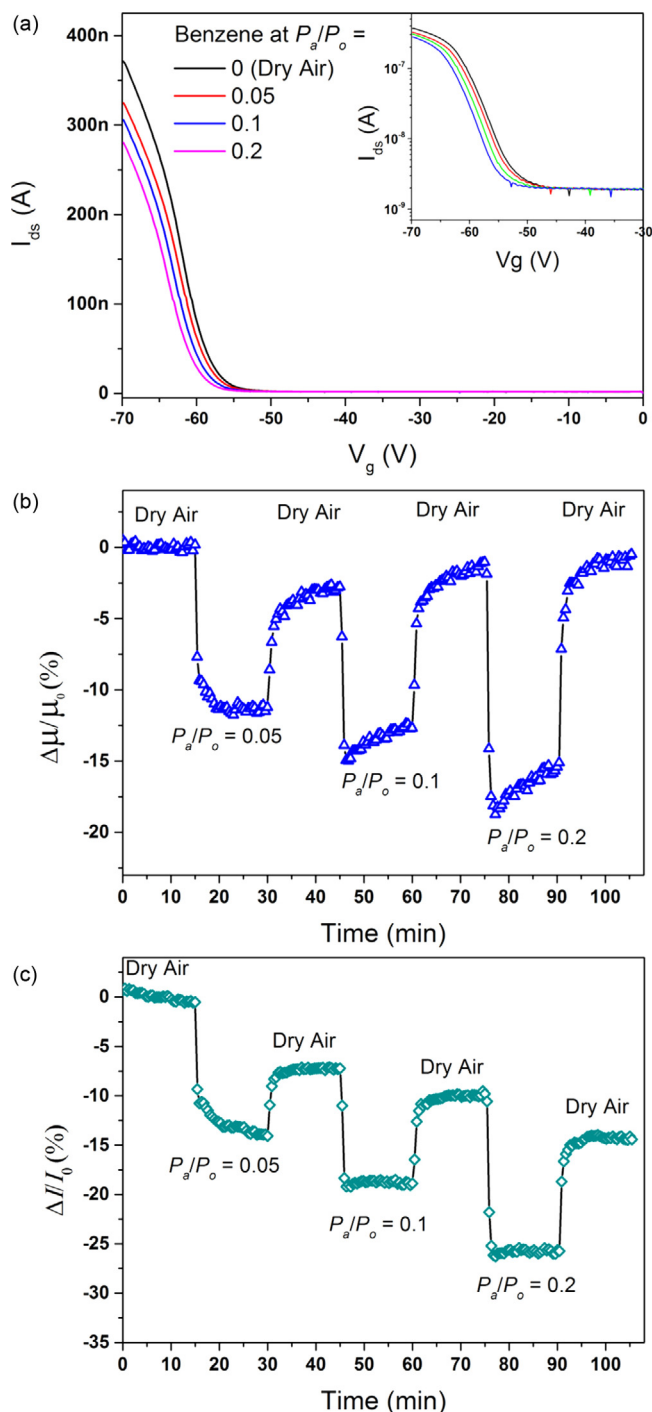 (a)
Benzene at Pa/Po =
0 (Dry Air)
0.05
0.1
0.2
400n
300n
200n
100n
0
Ids (A)
-70 -60 -50 -40 -30 -20 -10 0
Vg (V)
10-7
10-8
10-9
Ids (A)
-70 -60 -50 -40 -30
Vg (V)
(b)
Dry Air
Dry Air
Dry Air
Dry Air
0
-5
-10
-15
-20
Δμ/μ0(%)
Pa/Po = 0.05
Pa/Po = 0.1
Pa/Po = 0.2
0 10 20 30 40 50 60 70 80 90 100
Time (min)
(c)
Dry Air
Dry Air
Dry Air
Dry Air
0
-5
-10
-15
-20
-25
-30
-35
ΔI/I0(%)
Pa/Po = 0.05
Pa/Po = 0.1
Pa/Po = 0.2
0 10 20 30 40 50 60 70 80 90 100
Time (min)